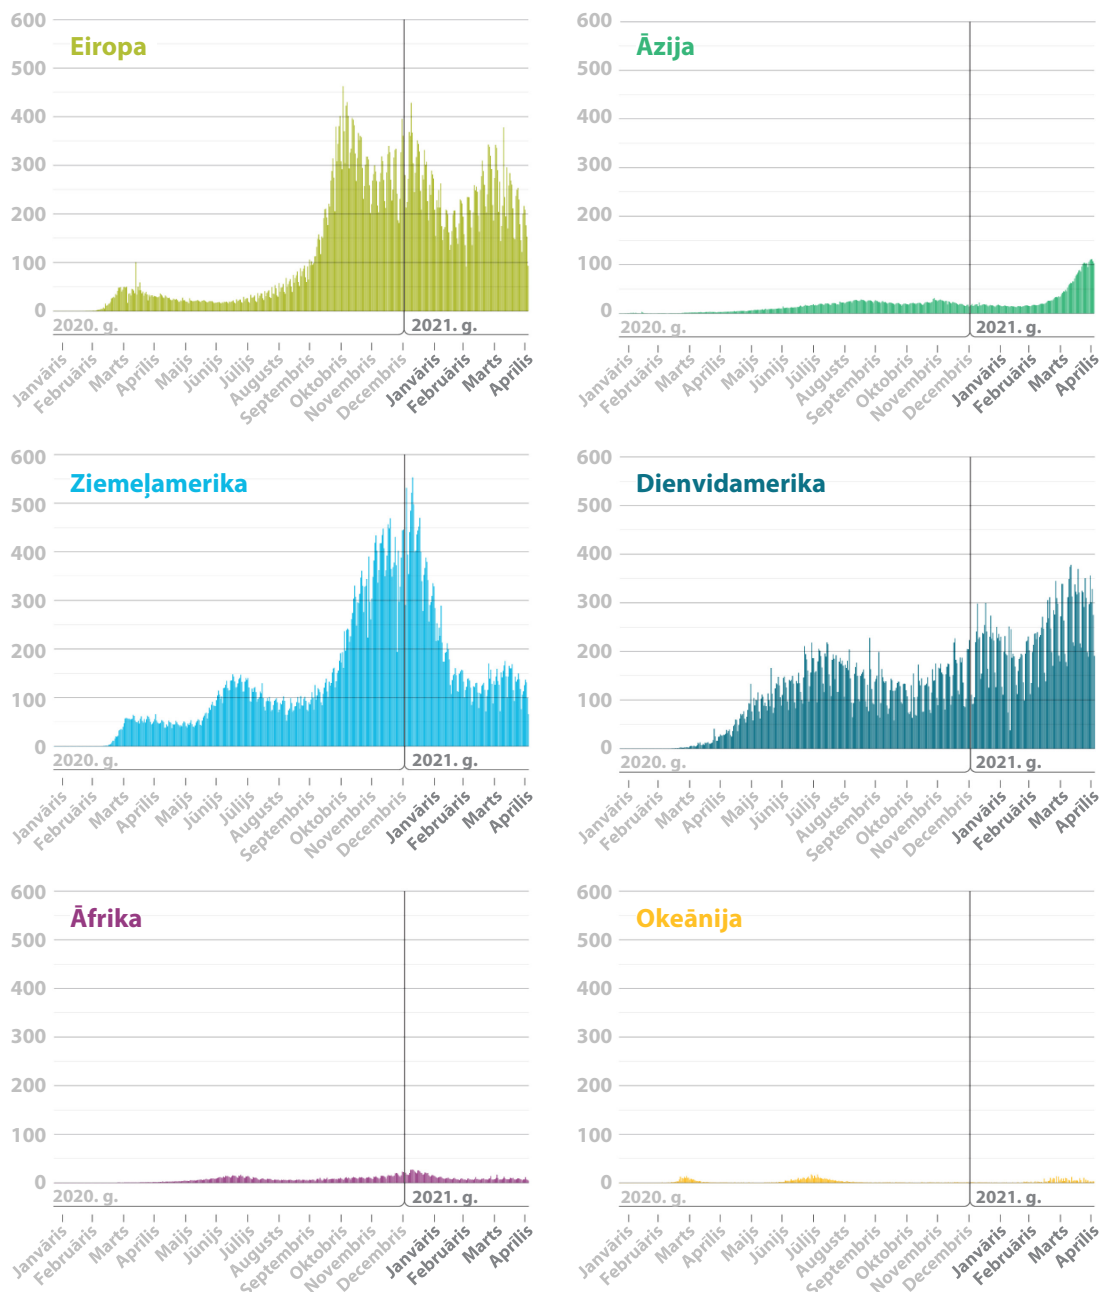 Eiropa
600
500
400
300
200
100
0
2020. g.
2021. g.
Janvāris
Februāris
Marts
Aprīlis
Maijs
Jūnijs
Jūlijs
Augusts
Septembris
Oktobris
Novembris
Decembris
Janvāris
Februāris
Marts
Aprīlis
Āzija
600
500
400
300
200
100
0
2020. g.
2021. g.
Janvāris
Februāris
Marts
Aprīlis
Maijs
Jūnijs
Jūlijs
Augusts
Septembris
Oktobris
Novembris
Decembris
Janvāris
Februāris
Marts
Aprīlis
Ziemeļamerika
600
500
400
300
200
100
0
2020. g.
2021. g.
Janvāris
Februāris
Marts
Aprīlis
Maijs
Jūnijs
Jūlijs
Augusts
Septembris
Oktobris
Novembris
Decembris
Janvāris
Februāris
Marts
Aprīlis
Dienvidamerika
600
500
400
300
200
100
0
2020. g.
2021. g.
Janvāris
Februāris
Marts
Aprīlis
Maijs
Jūnijs
Jūlijs
Augusts
Septembris
Oktobris
Novembris
Decembris
Janvāris
Februāris
Marts
Aprīlis
Āfrika
600
500
400
300
200
100
0
2020. g.
2021. g.
Janvāris
Februāris
Marts
Aprīlis
Maijs
Jūnijs
Jūlijs
Augusts
Septembris
Oktobris
Novembris
Decembris
Janvāris
Februāris
Marts
Aprīlis
Okeānija
600
500
400
300
200
100
0
2020. g.
2021. g.
Janvāris
Februāris
Marts
Aprīlis
Maijs
Jūnijs
Jūlijs
Augusts
Septembris
Oktobris
Novembris
Decembris
Janvāris
Februāris
Marts
Aprīlis